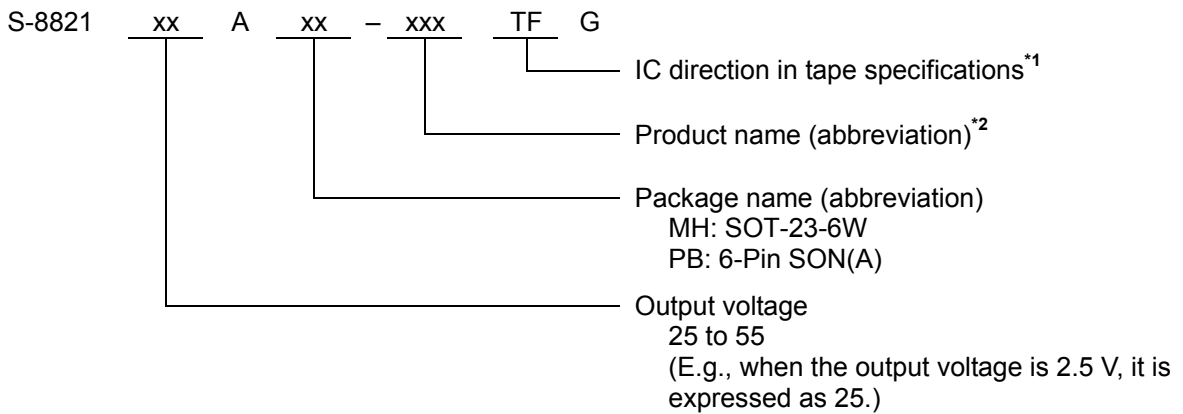 S-8821 xx A xx – xxx TF G
IC direction in tape specifications*1
Product name (abbreviation)*2
Package name (abbreviation)
MH: SOT-23-6W
PB: 6-Pin SON(A)
Output voltage
25 to 55
(E.g., when the output voltage is 2.5 V, it is
expressed as 25.)